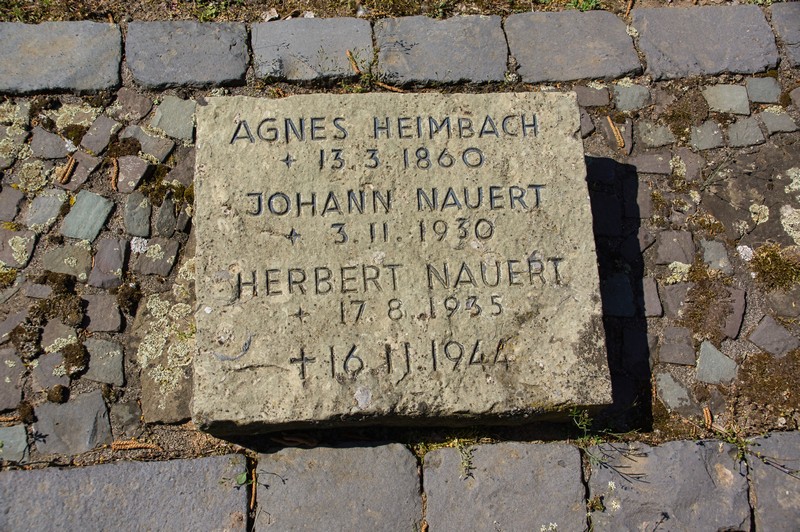 AGNES HEIMBACH
+ 13.3.1860
JOHANN NAUERT
+ 3.11.1930
HERBERT NAUERT
+ 17.8.1935
+ 16.11.1944